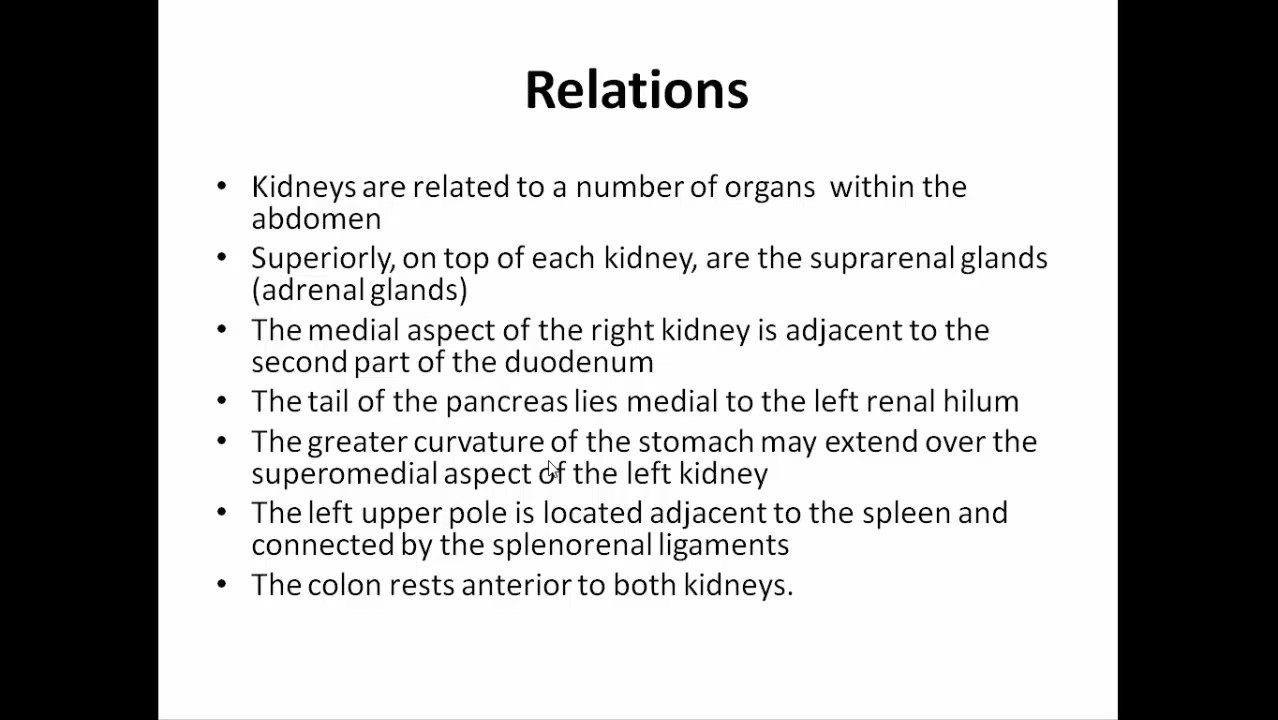 Relations
• Kidneys are related to a number of organs within the
abdomen
• Superiorly, on top of each kidney, are the suprarenal glands
(adrenal glands)
• The medial aspect of the right kidney is adjacent to the
second part of the duodenum
• The tail of the pancreas lies medial to the left renal hilum
• The greater curvature of the stomach may extend over the
superomedial aspect of the left kidney
• The left upper pole is located adjacent to the spleen and
connected by the splenorenal ligaments
• The colon rests anterior to both kidneys.